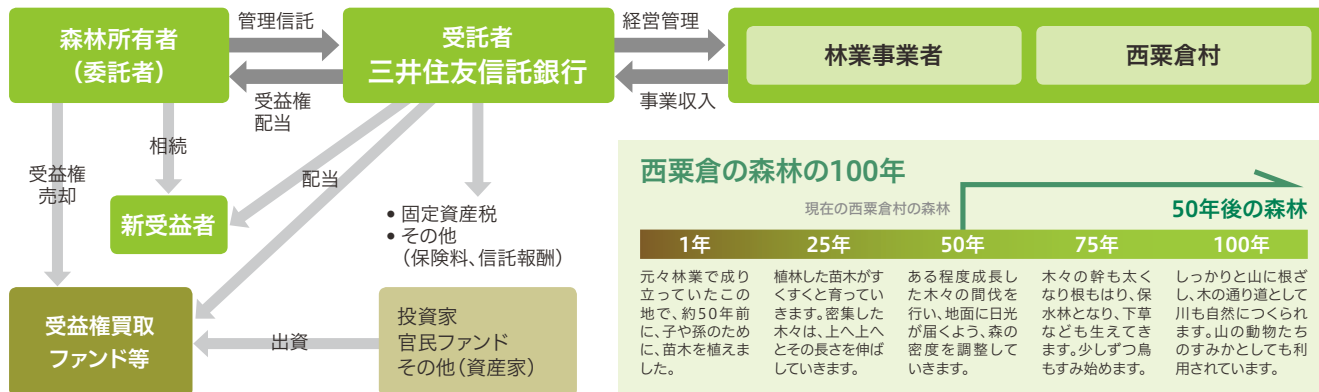 森林所有者
（委託者）
管理信託
受益権
配当
受託者
三井住友信託銀行
経営管理
事業収入
林業事業者
西粟倉村
受益権
売却
相続
配当
新受益者
• 固定資産税
• その他
（保険料、信託報酬）
受益権買取
ファンド等
出資
投資家
官民ファンド
その他（資産家）
西粟倉の森林の100年
現在の西粟倉村の森林
50年後の森林
1年
25年
50年
75年
100年
元々林業で成り
立っていたこの
地で、約50年前
に、子や孫のため
に、苗木を植えま
した。
植林した苗木がす
くすくと育ってい
きます。密集した
木々は、上へ上へ
とその長さを伸ば
していきます。
ある程度成長し
た木々の間伐を
行い、地面に日光
が届くよう、森の
密度を調整して
いきます。
木々の幹も太く
なり根もはり、保
水林となり、下草
なども生えてき
ます。少しずつ鳥
もすみ始めます。
しっかりと山に根ざ
し、木の通り道として
川も自然につくられ
ます。山の動物たち
のすみかとしても利
用されています。